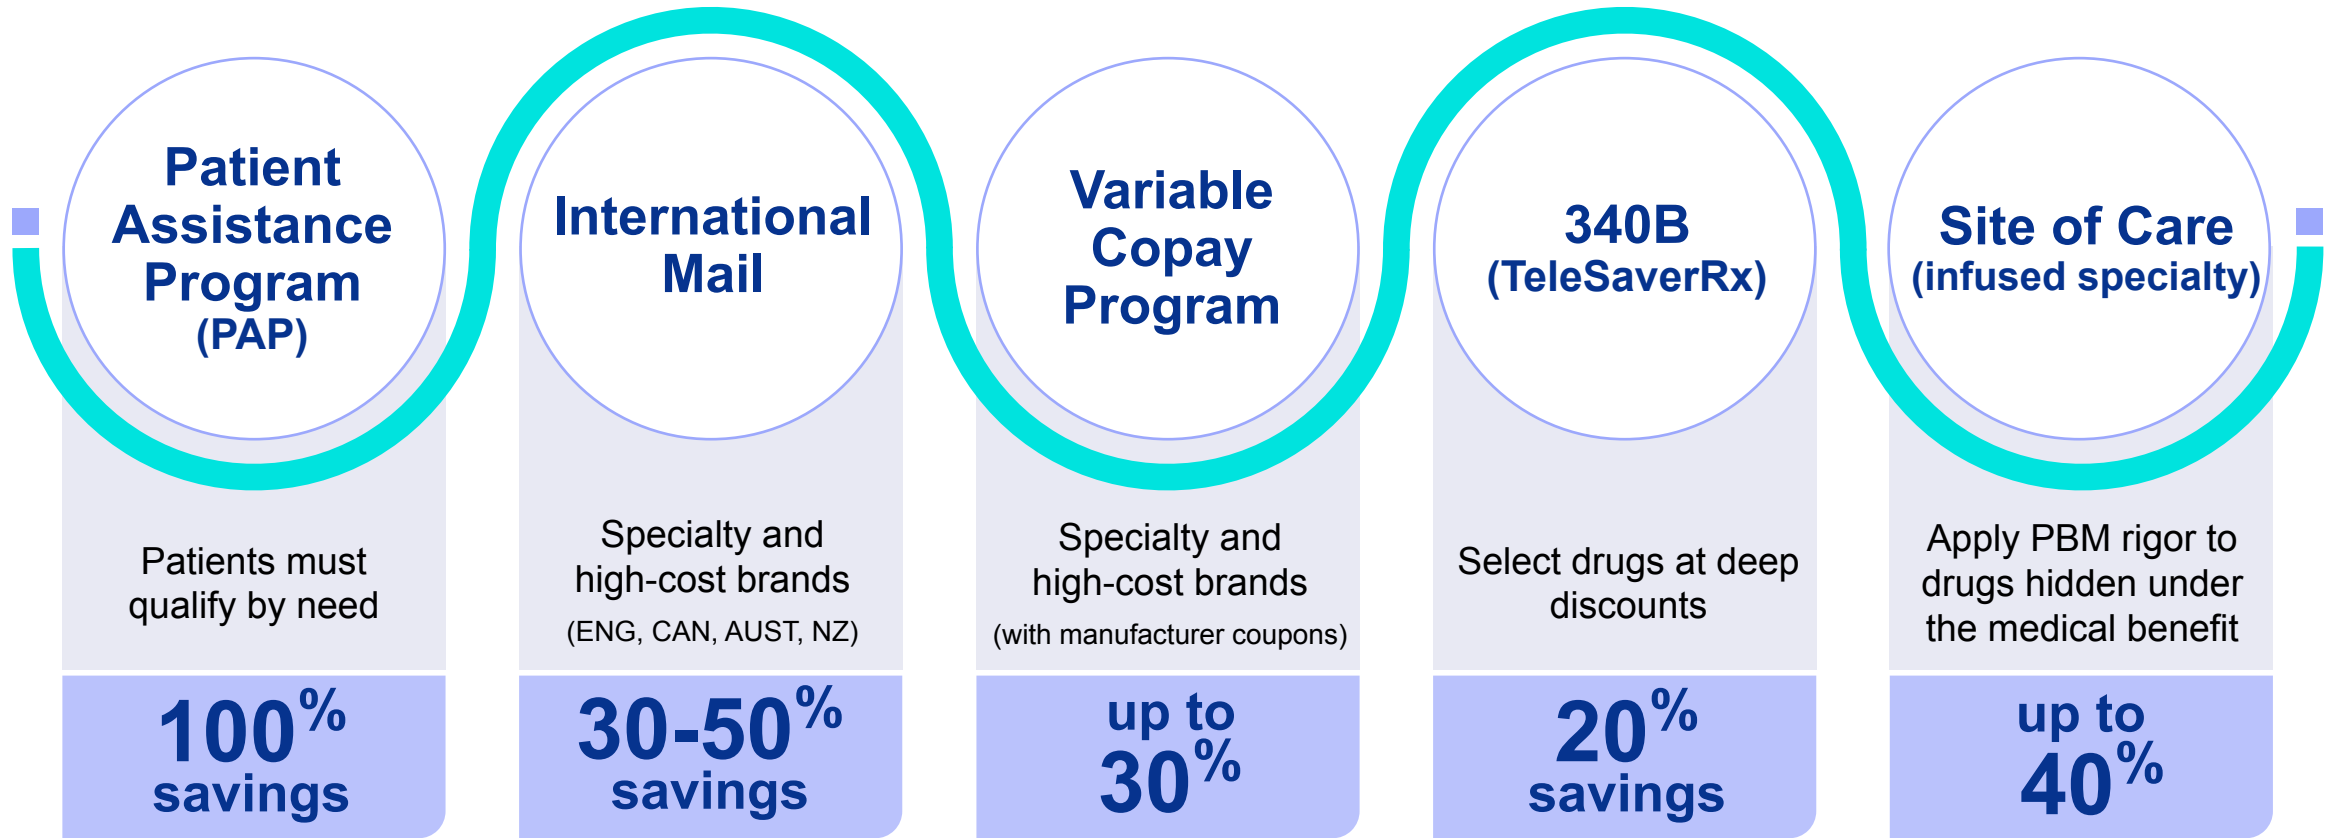 Patient
Assistance
Program
(PAP)
Patients must
qualify by need
100%
savings
International
Mail
Specialty and
high-cost brands
(ENG, CAN, AUST, NZ)
30-50%
savings
Variable
Copay
Program
Specialty and
high-cost brands
(with manufacturer coupons)
up to
30%
340B
(TeleSaverRx)
Select drugs at deep
discounts
20%
savings
Site of Care
(infused specialty)
Apply PBM rigor to
drugs hidden under
the medical benefit
up to
40%